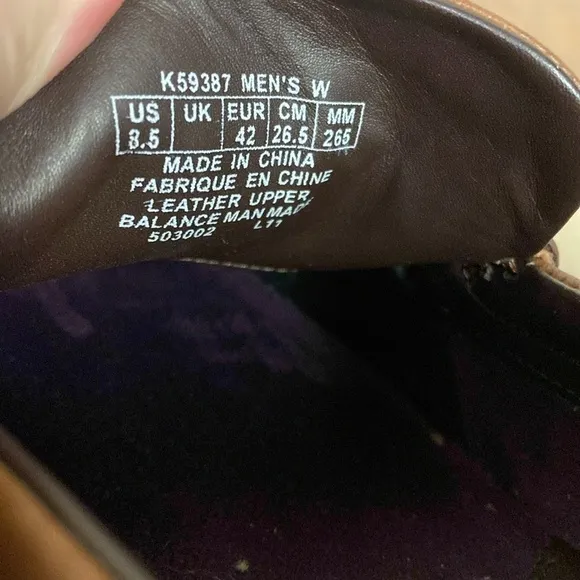 K59387 MEN'S W
US UK EUR CM MM
8.5 42 26.5 265
MADE IN CHINA
FABRIQUE EN CHINE
LEATHER UPPER
BALANCE MAN MADE
503002 L11